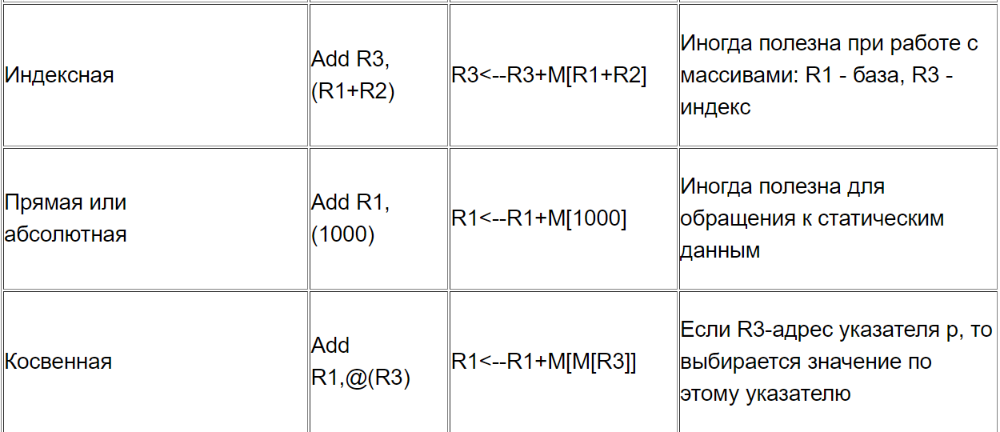 Индексная
Add R3,
(R1+R2)
R3<--R3+M[R1+R2]
Иногда полезна при работе с
массивами: R1 - база, R3 -
индекс
Прямая или
абсолютная
Add R1,
(1000)
R1<--R1+M[1000]
Иногда полезна для
обращения к статическим
данным
Косвенная
Add
R1,@(R3)
R1<--R1+M[M[R3]]
Если R3-адрес указателя p, то
выбирается значение по
этому указателю